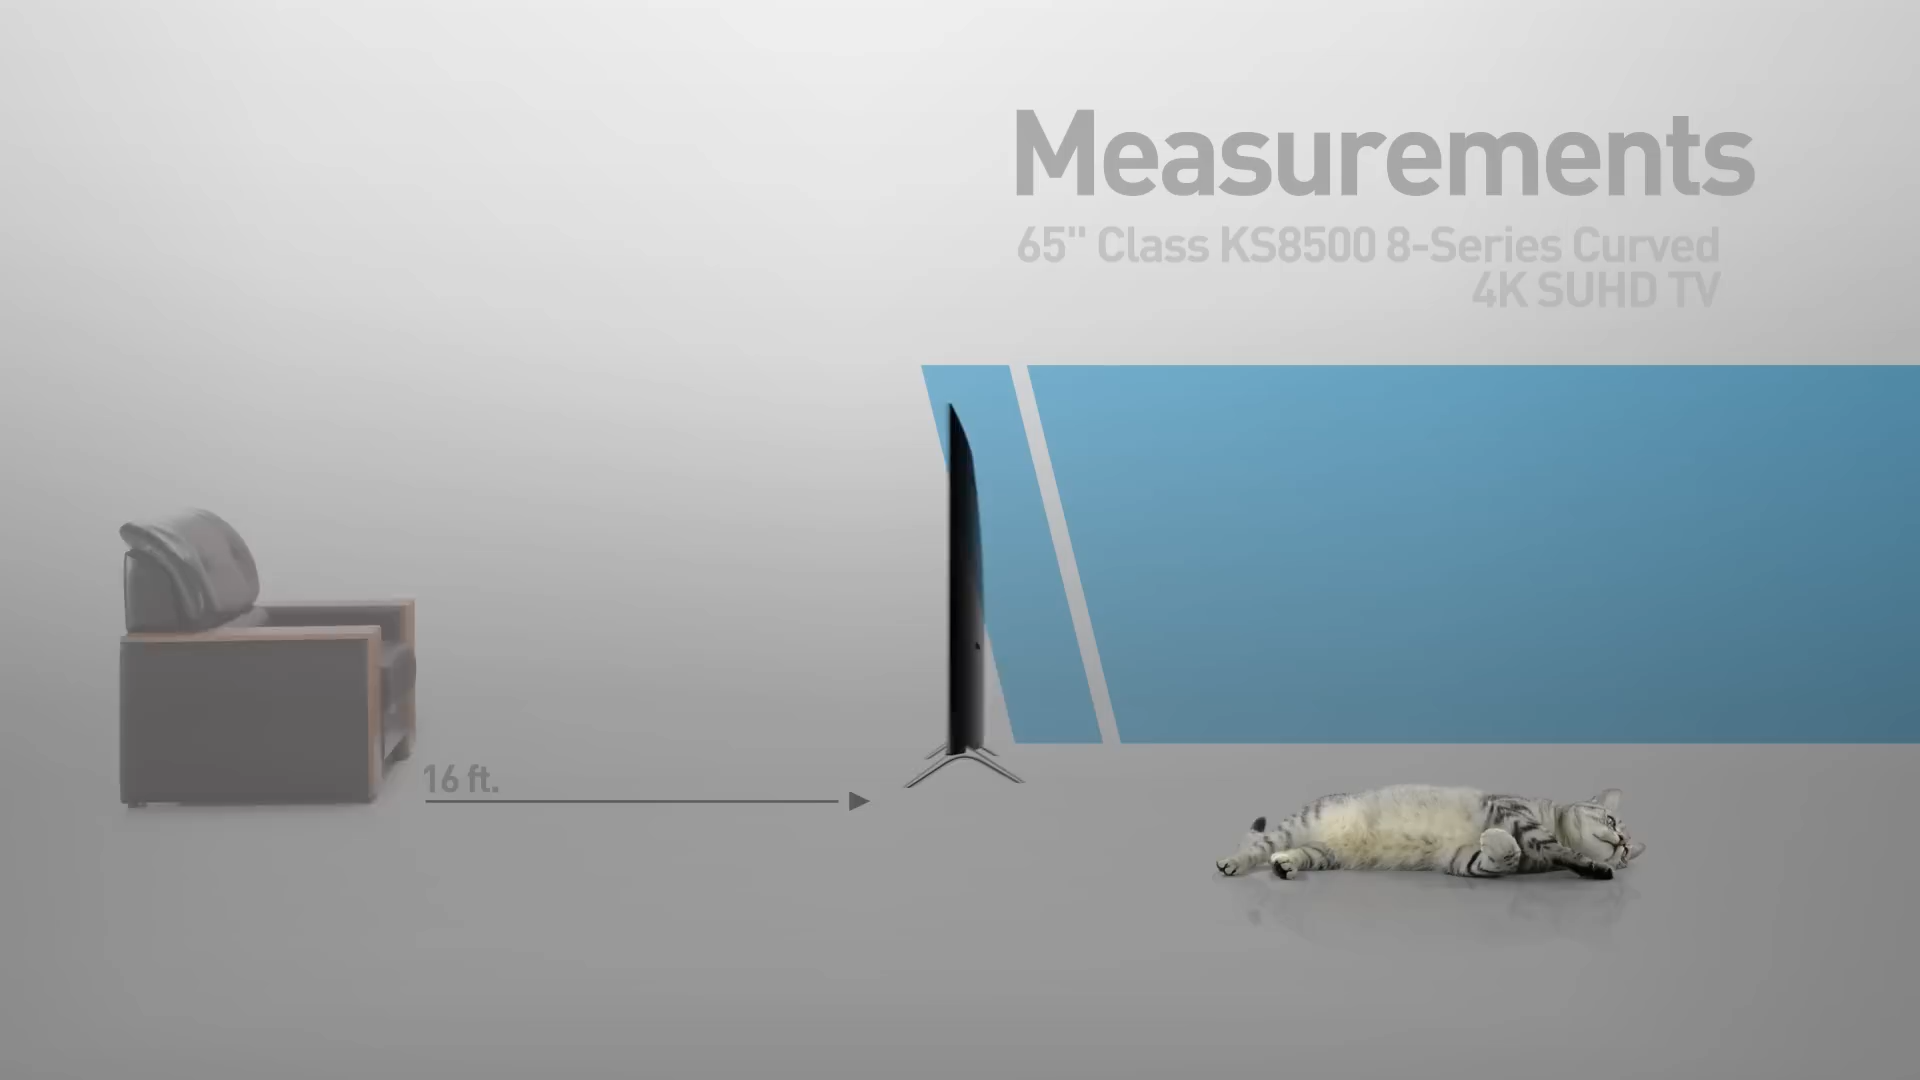 Measurements
65" Class KS8500 8-Series Curved
4K SUHD TV
16 ft.